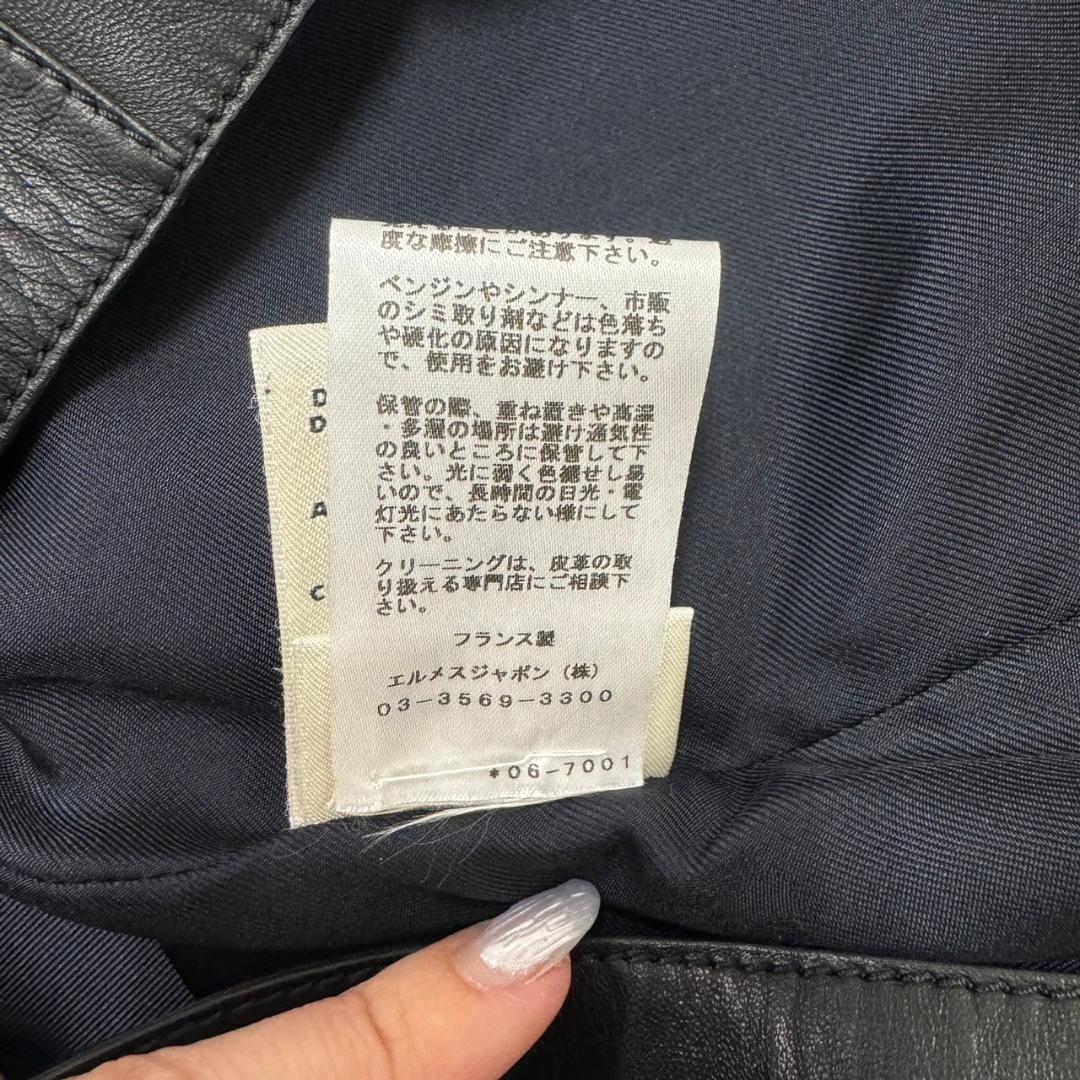 度な摩擦にご注意下さい。
ベンジンやシンナー、市販
のシミ取り剤などは色落ち
や硬化の原因になりますの
で、使用をお避け下さい。
保管の際、重ね置きや高温
・多湿の場所は避け通気性
の良いところに保管して下
さい。光に弱く色褪せし易
いので、長時間の日光・電
灯光にあたらない様にして
下さい。
クリーニングは、皮革の取
り扱える専門店にご相談下
さい。
フランス製
エルメスジャポン（株）
03-3569-3300
*06-7001
D
D
A
C